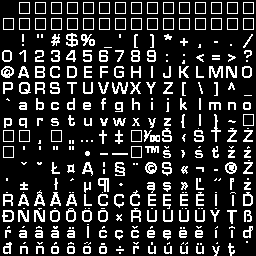 ! " # $ % _ ' ( ) * + , - . /
0 1 2 3 4 5 6 7 8 9 : ; < = > ?
@ A B C D E F G H I J K L M N O
P Q R S T U V W X Y Z [ \ ] ^ _
` a b c d e f g h i j k l m n o
p q r s t u v w x y z { | } ~ □
□ □ ‚ □ „ … † ‡ □ ‰ Š ‹ Ś Ť Ž Ź
□ ‘ ’ “ ” • – — □ ™ š › ś ť ž ź
ˇ ˘ Ł ¤ Ą ¦ § ¨ © Ş « ¬ - ® Ż
° ± ˛ ł ´ µ ¶ · ¸ ą ş » Ľ ˝ ľ ż
Ŕ Á Â Ă Ä Ĺ Ć Ç Č É Ę Ë Ě Í Î Ď
Đ Ń Ň Ó Ô Ő Ö × Ř Ů Ú Ű Ü Ý Ţ ß
ŕ á â ă ä ĺ ć ç č é ę ë ě í î ď
đ ń ň ó ô ő ö ÷ ř ů ú ű ü ý ţ ˙